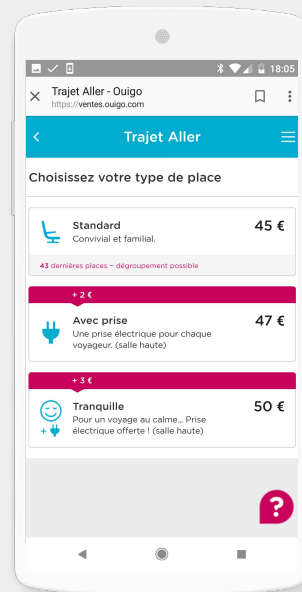 18:05
Trajet Aller - Ouigo
https://ventes.ouigo.com
Trajet Aller
Choisissez votre type de place
Standard 45 €
Convivial et familial.
43 dernières places – dégroupement possible
+ 2 €
Avec prise 47 €
Une prise électrique pour chaque
voyageur. (salle haute)
+ 3 €
Tranquille 50 €
Pour un voyage au calme... Prise
électrique offerte ! (salle haute)
?